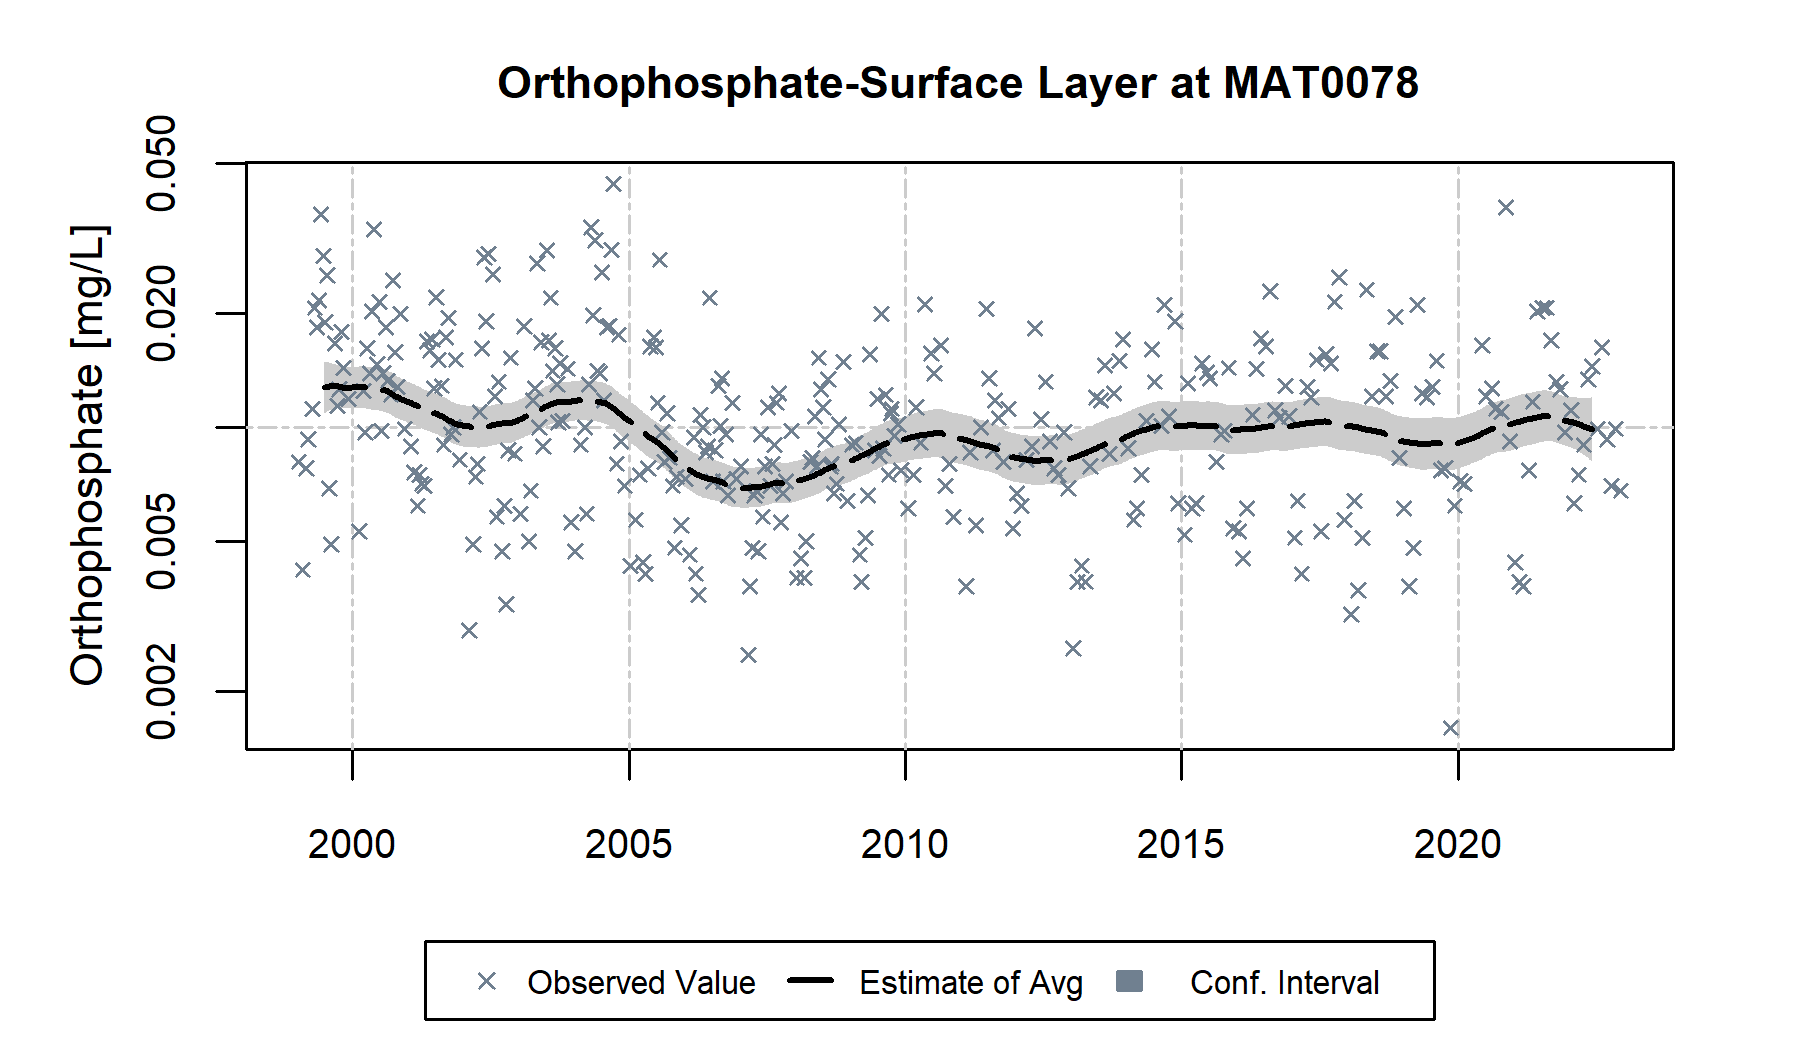 Orthophosphate-Surface Layer at MAT0078
Orthophosphate [mg/L]
0.050
0.020
0.005
0.002
2000
2005
2010
2015
2020
Observed Value
Estimate of Avg
Conf. Interval